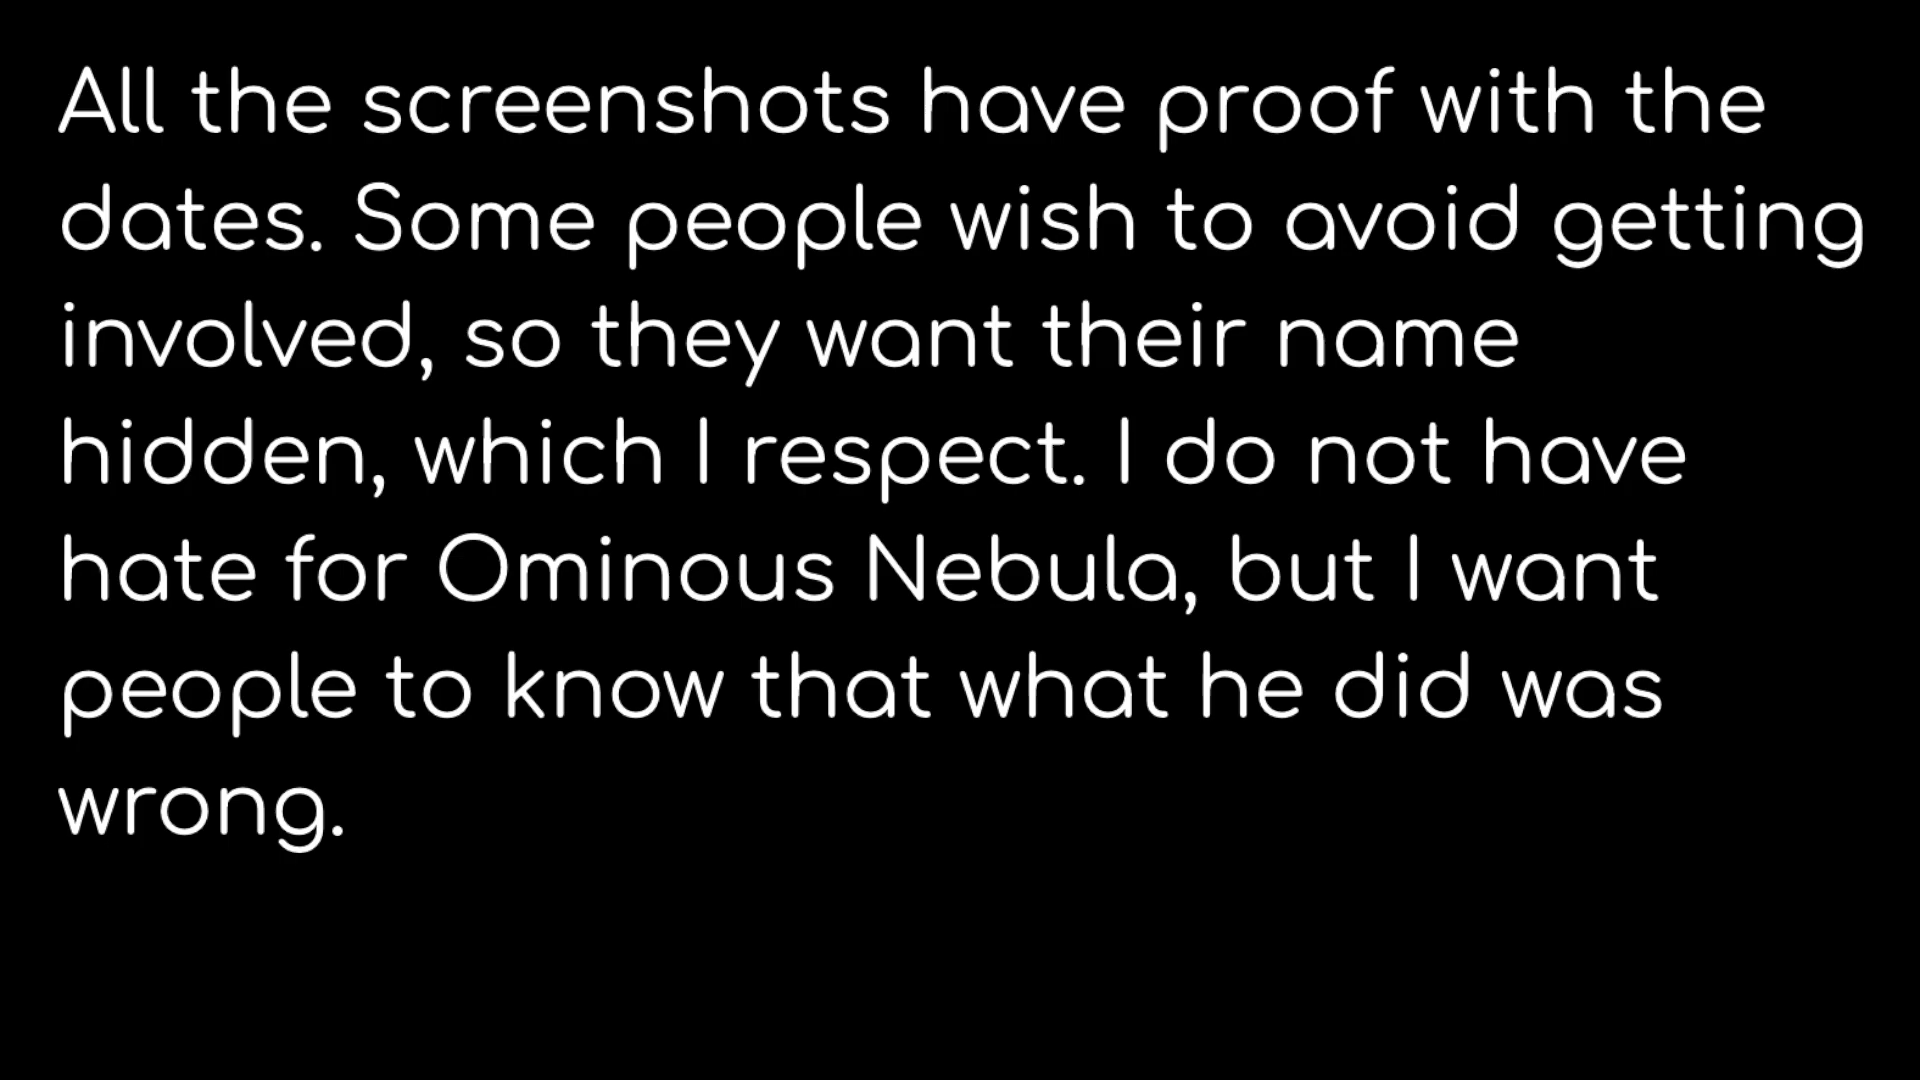 All the screenshots have proof with the
dates. Some people wish to avoid getting
involved, so they want their name
hidden, which I respect. I do not have
hate for Ominous Nebula, but I want
people to know that what he did was
wrong.